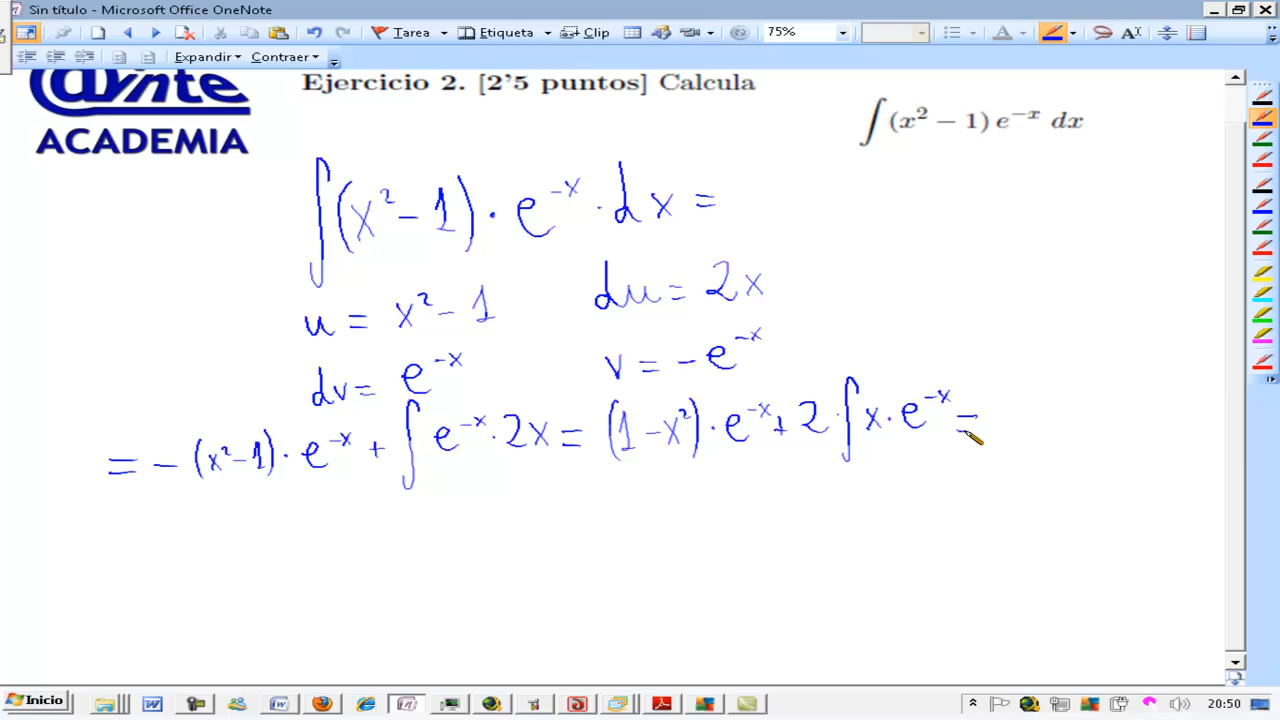 Sin título - Microsoft Office OneNote
Tarea Etiqueta Clip 75%
Expandir Contraer
@inte
ACADEMIA
Ejercicio 2. [2'5 puntos] Calcula
∫(x² − 1) e⁻ˣ dx
∫(x² − 1) · e⁻ˣ · dx =
u = x² − 1 du = 2x
dv = e⁻ˣ v = − e⁻ˣ
= − (x² − 1) · e⁻ˣ + ∫ e⁻ˣ · 2x = (1 − x²) · e⁻ˣ + 2 · ∫ x · e⁻ˣ =
Inicio 20:50